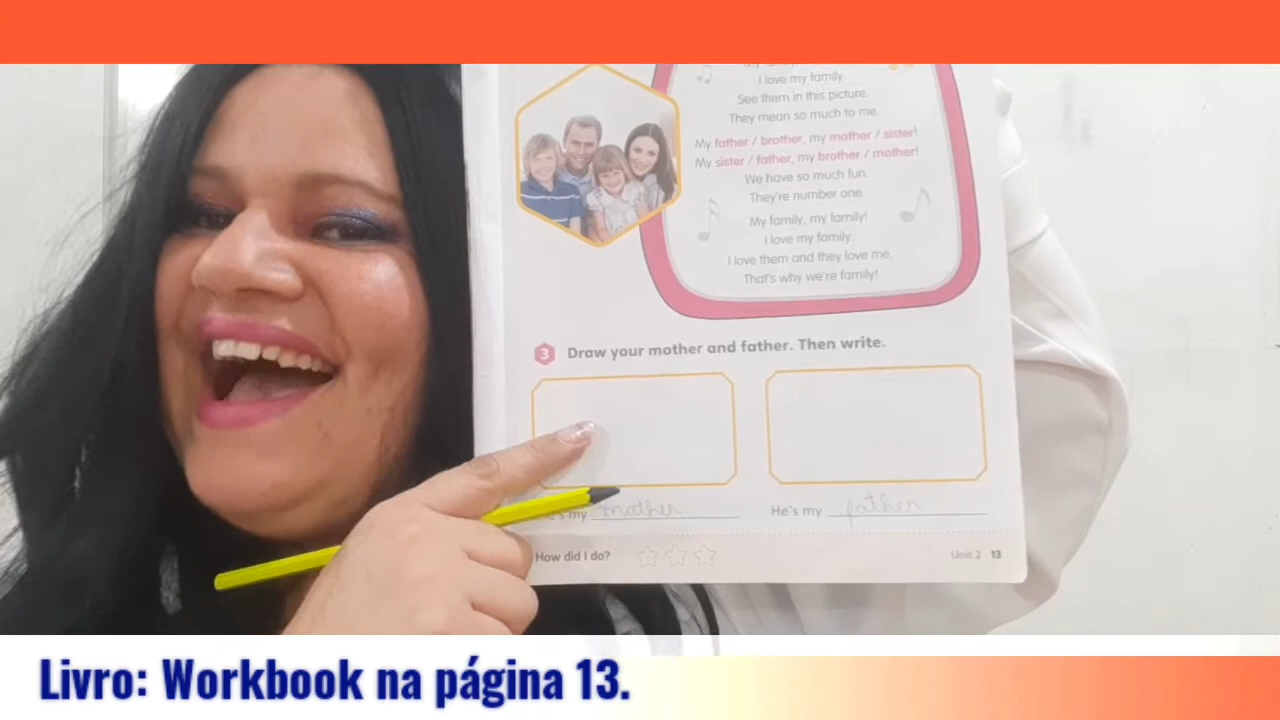 I love my family.
See them in this picture.
They mean so much to me.
My father / brother, my mother / sister!
My sister / father, my brother / mother!
We have so much fun.
They're number one.
My family, my family!
I love my family.
I love them and they love me,
That's why we're family!
3 Draw your mother and father. Then write.
my mother
He's my father
How did I do?
Unit 2 13
Livro: Workbook na página 13.